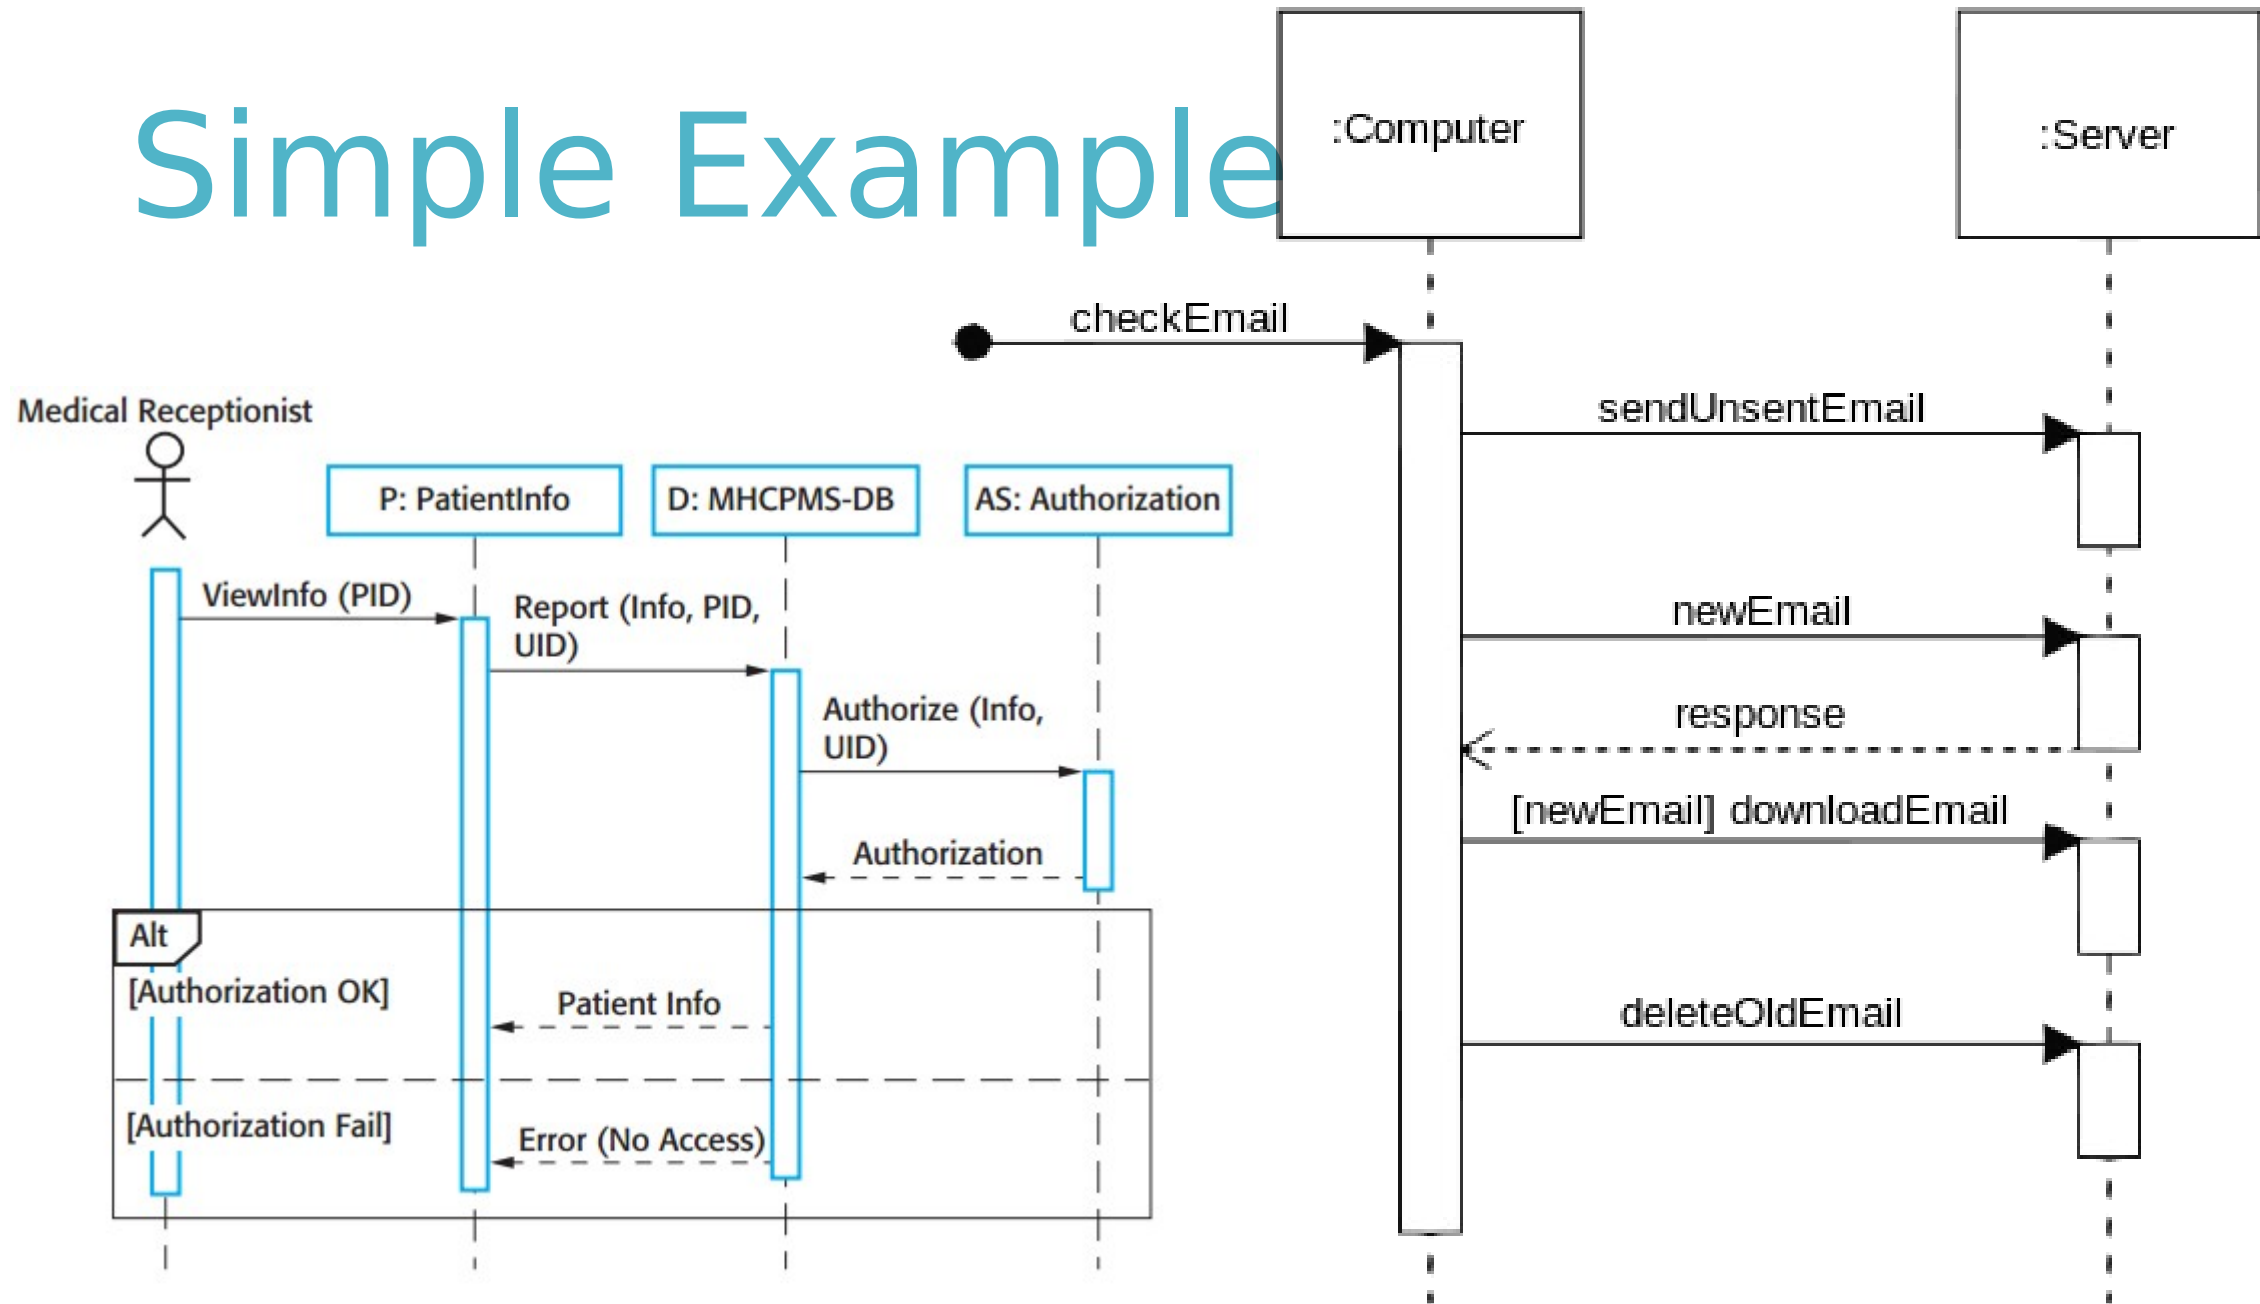 Simple Example
:Computer
:Server
checkEmail
sendUnsentEmail
newEmail
response
[newEmail] downloadEmail
deleteOldEmail
Medical Receptionist
P: PatientInfo
D: MHCPMS-DB
AS: Authorization
ViewInfo (PID)
Report (Info, PID,
UID)
Authorize (Info,
UID)
Authorization
Alt
[Authorization OK]
Patient Info
[Authorization Fail]
Error (No Access)